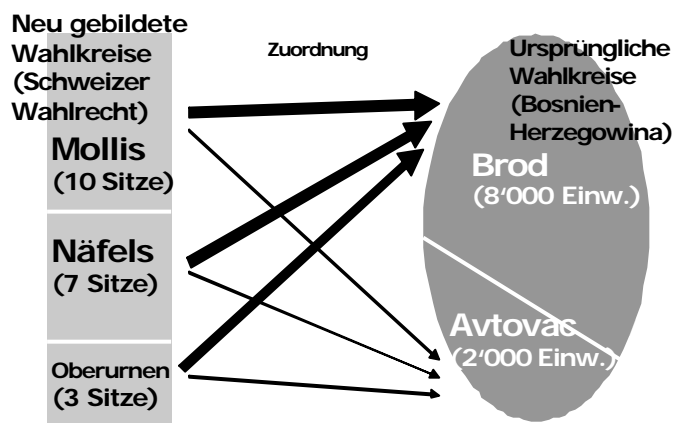 Neu gebildete
Wahlkreise
(Schweizer
Wahlrecht)
Mollis
(10 Sitze)
Näfels
(7 Sitze)
Oberurnen
(3 Sitze)
Zuordnung
Ursprüngliche
Wahlkreise
(Bosnien-
Herzegowina)
Brod
(8‘000 Einw.)
Avtovac
(2‘000 Einw.)